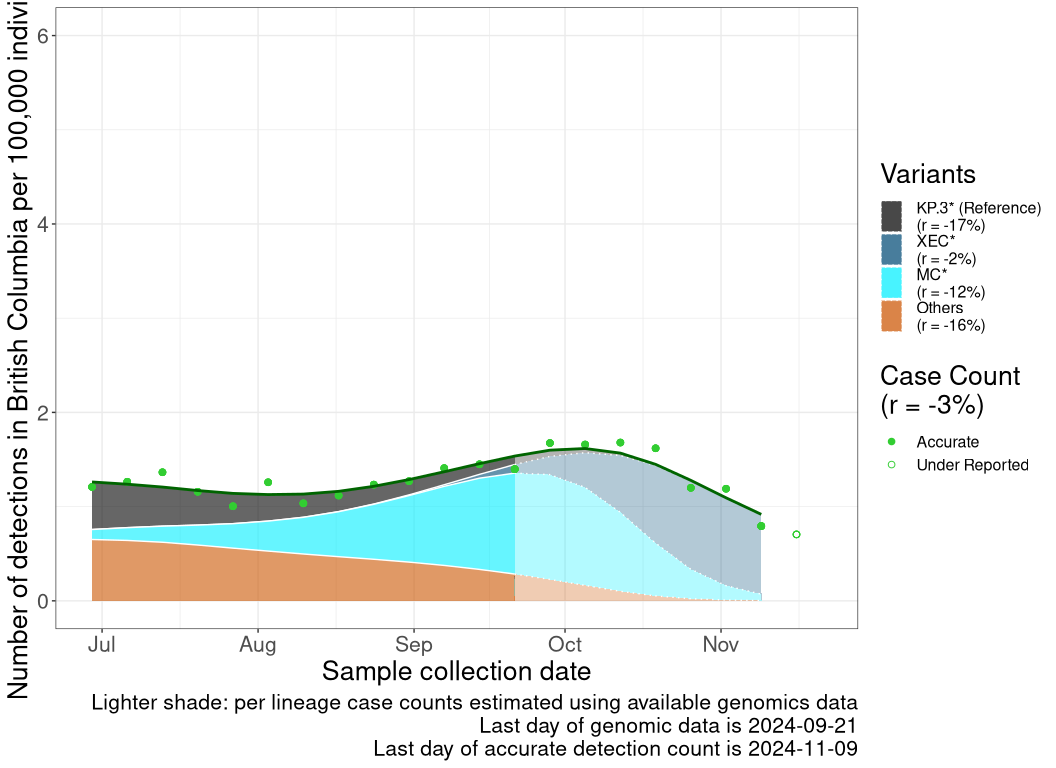 Number of detections in British Columbia per 100,000
6
4
2
0
Jul Aug Sep Oct Nov
Sample collection date
Lighter shade: per lineage case counts estimated using available genomics data
Last day of genomic data is 2024-09-21
Last day of accurate detection count is 2024-11-09
Variants
KP.3* (Reference)
(r = -17%)
XEC*
(r = -2%)
MC*
(r = -12%)
Others
(r = -16%)
Case Count
(r = -3%)
Accurate
Under Reported